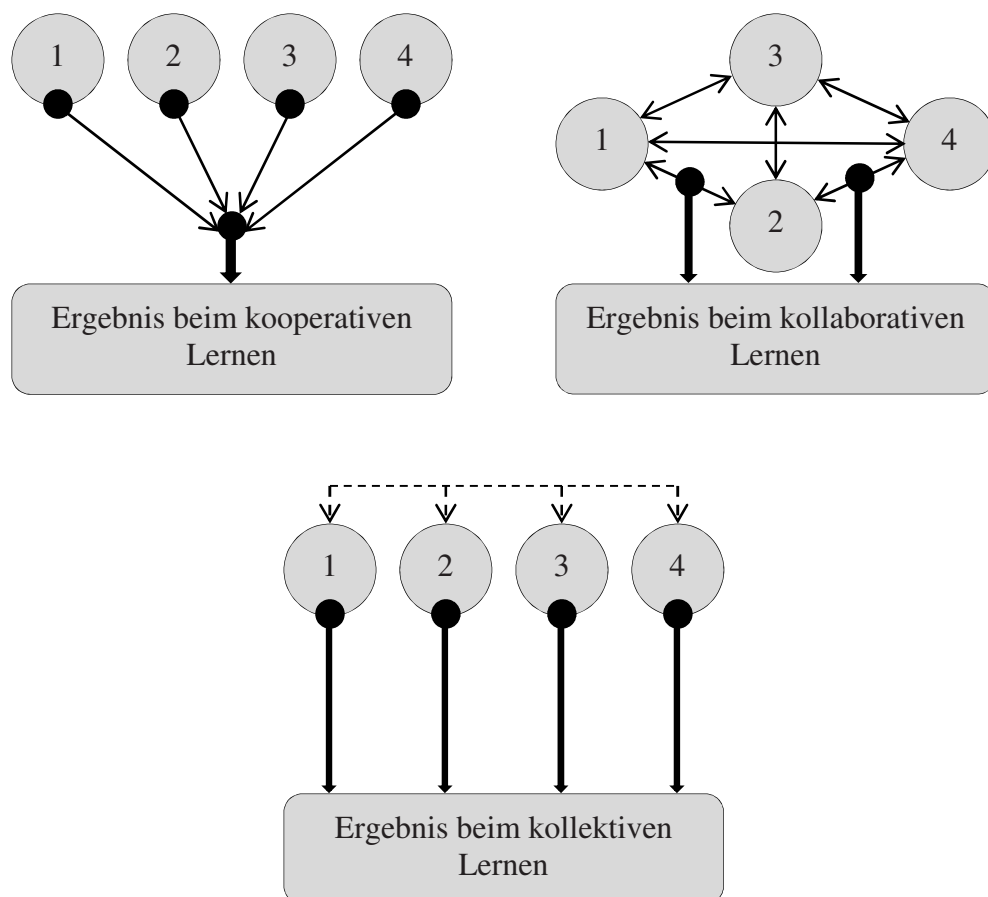 1 2 3 4
Ergebnis beim kooperativen
Lernen
3
1 4
2
Ergebnis beim kollaborativen
Lernen
1 2 3 4
Ergebnis beim kollektiven
Lernen